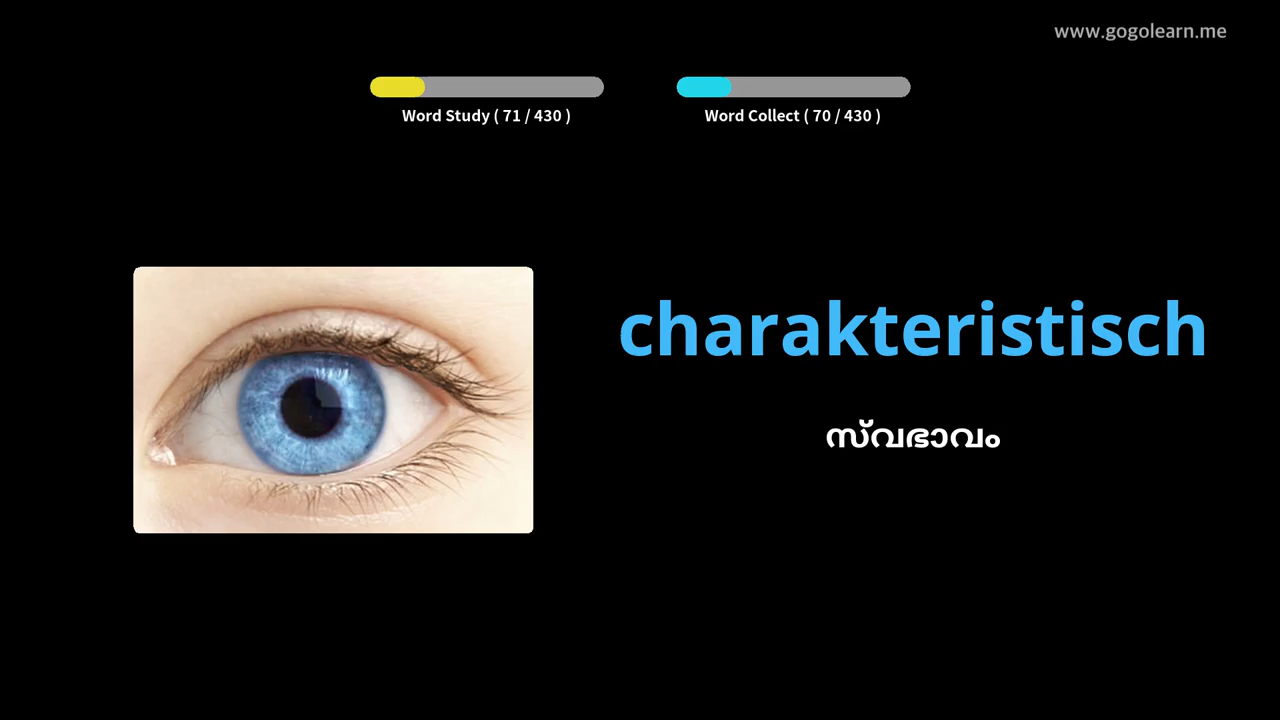 www.gogolearn.me
Word Study ( 71 / 430 )
Word Collect ( 70 / 430 )
charakteristisch
സ്വഭാവം